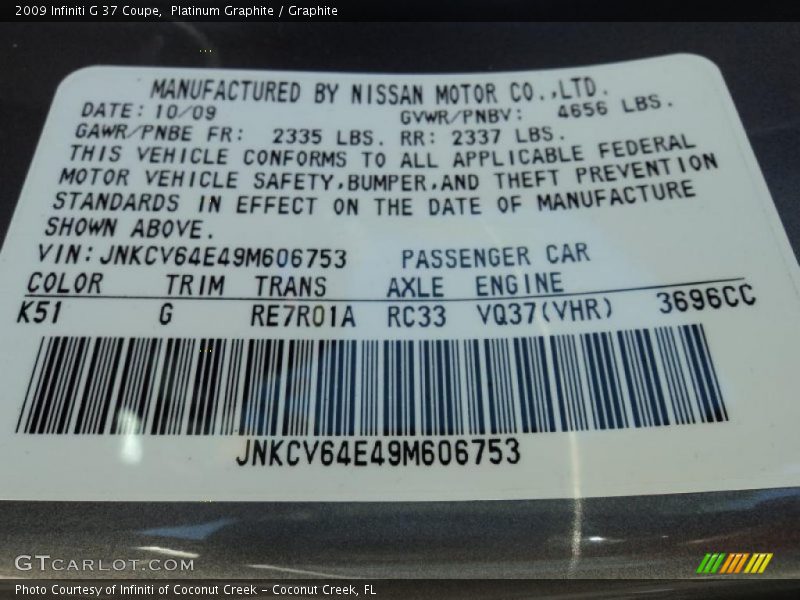 2009 Infiniti G 37 Coupe, Platinum Graphite / Graphite
MANUFACTURED BY NISSAN MOTOR CO.,LTD.
DATE: 10/09 GVWR/PNBV: 4656 LBS.
GAWR/PNBE FR: 2335 LBS. RR: 2337 LBS.
THIS VEHICLE CONFORMS TO ALL APPLICABLE FEDERAL
MOTOR VEHICLE SAFETY,BUMPER,AND THEFT PREVENTION
STANDARDS IN EFFECT ON THE DATE OF MANUFACTURE
SHOWN ABOVE.
VIN: JNKCV64E49M606753 PASSENGER CAR
COLOR TRIM TRANS AXLE ENGINE
K51 G RE7R01A RC33 VQ37(VHR) 3696CC
JNKCV64E49M606753
GTCARLOT.COM
Photo Courtesy of Infiniti of Coconut Creek - Coconut Creek, FL